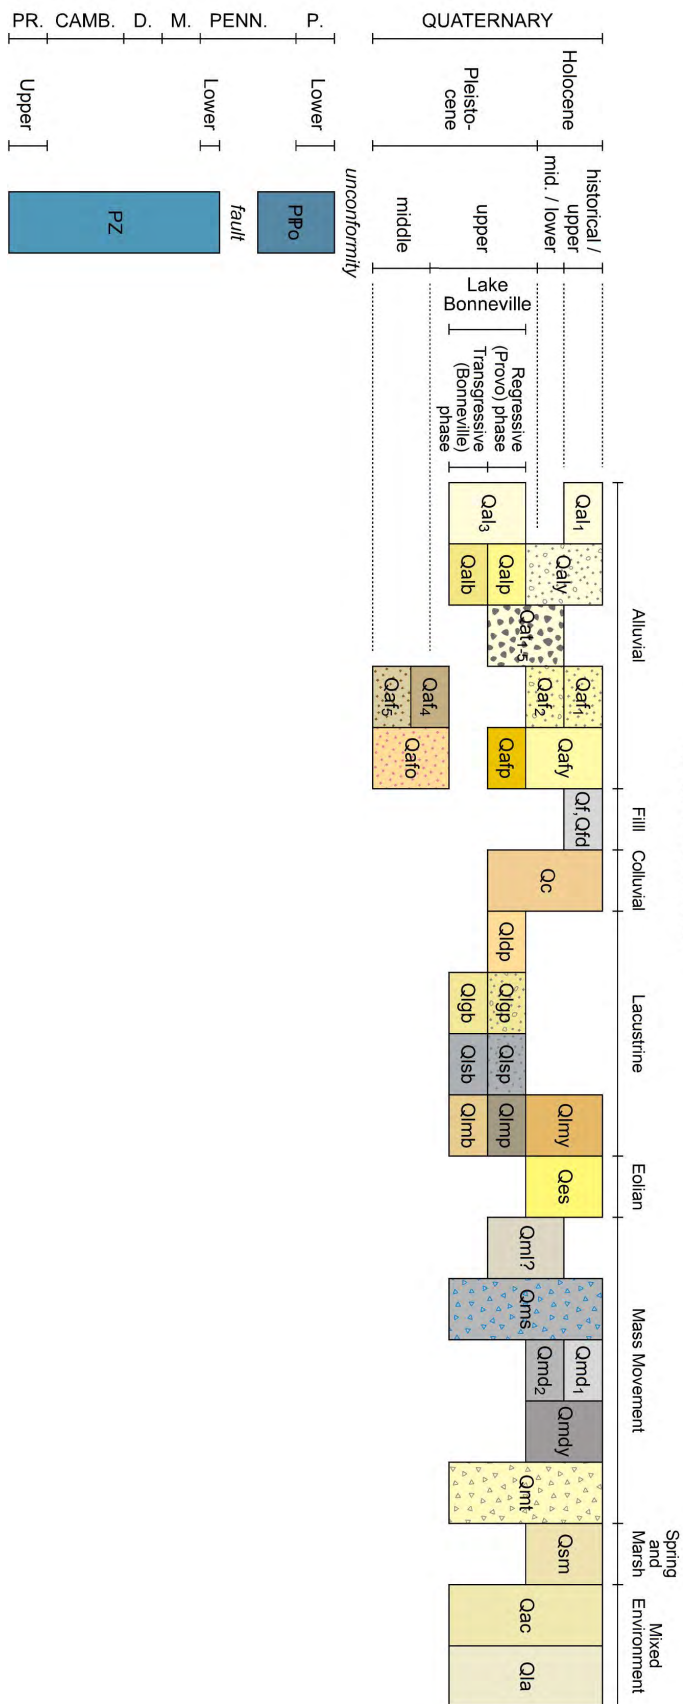 Alluvial
Filll
Colluvial
Lacustrine
Eolian
Mass Movement
Spring
and
Marsh
Mixed
Environment
QUATERNARY
Holocene
Pleisto-
cene
historical /
upper
mid. / lower
upper
middle
Lake
Bonneville
Regressive
(Provo) phase
Transgressive
(Bonneville)
phase
Qal1
Qal3
Qaly
Qalp
Qalb
Qat1-5
Qaf1
Qaf2
Qaf4
Qaf5
Qafy
Qafp
Qafo
Qf,Qfd
Qc
Qldp
Qlgp
Qlgb
Qlsp
Qlsb
Qlmy
Qlmp
Qlmb
Qes
Qml?
Qms
Qmd1
Qmd2
Qmdy
Qmt
Qsm
Qac
Qla
unconformity
P.
PENN.
M.
D.
CAMB.
PR.
Lower
Lower
Upper
PIPo
fault
PZ